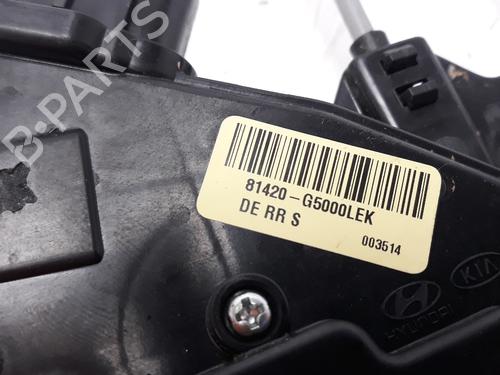 B-PARTS
81420-G5000LEK
DE RR S
003514
HYUNDAI
KIA